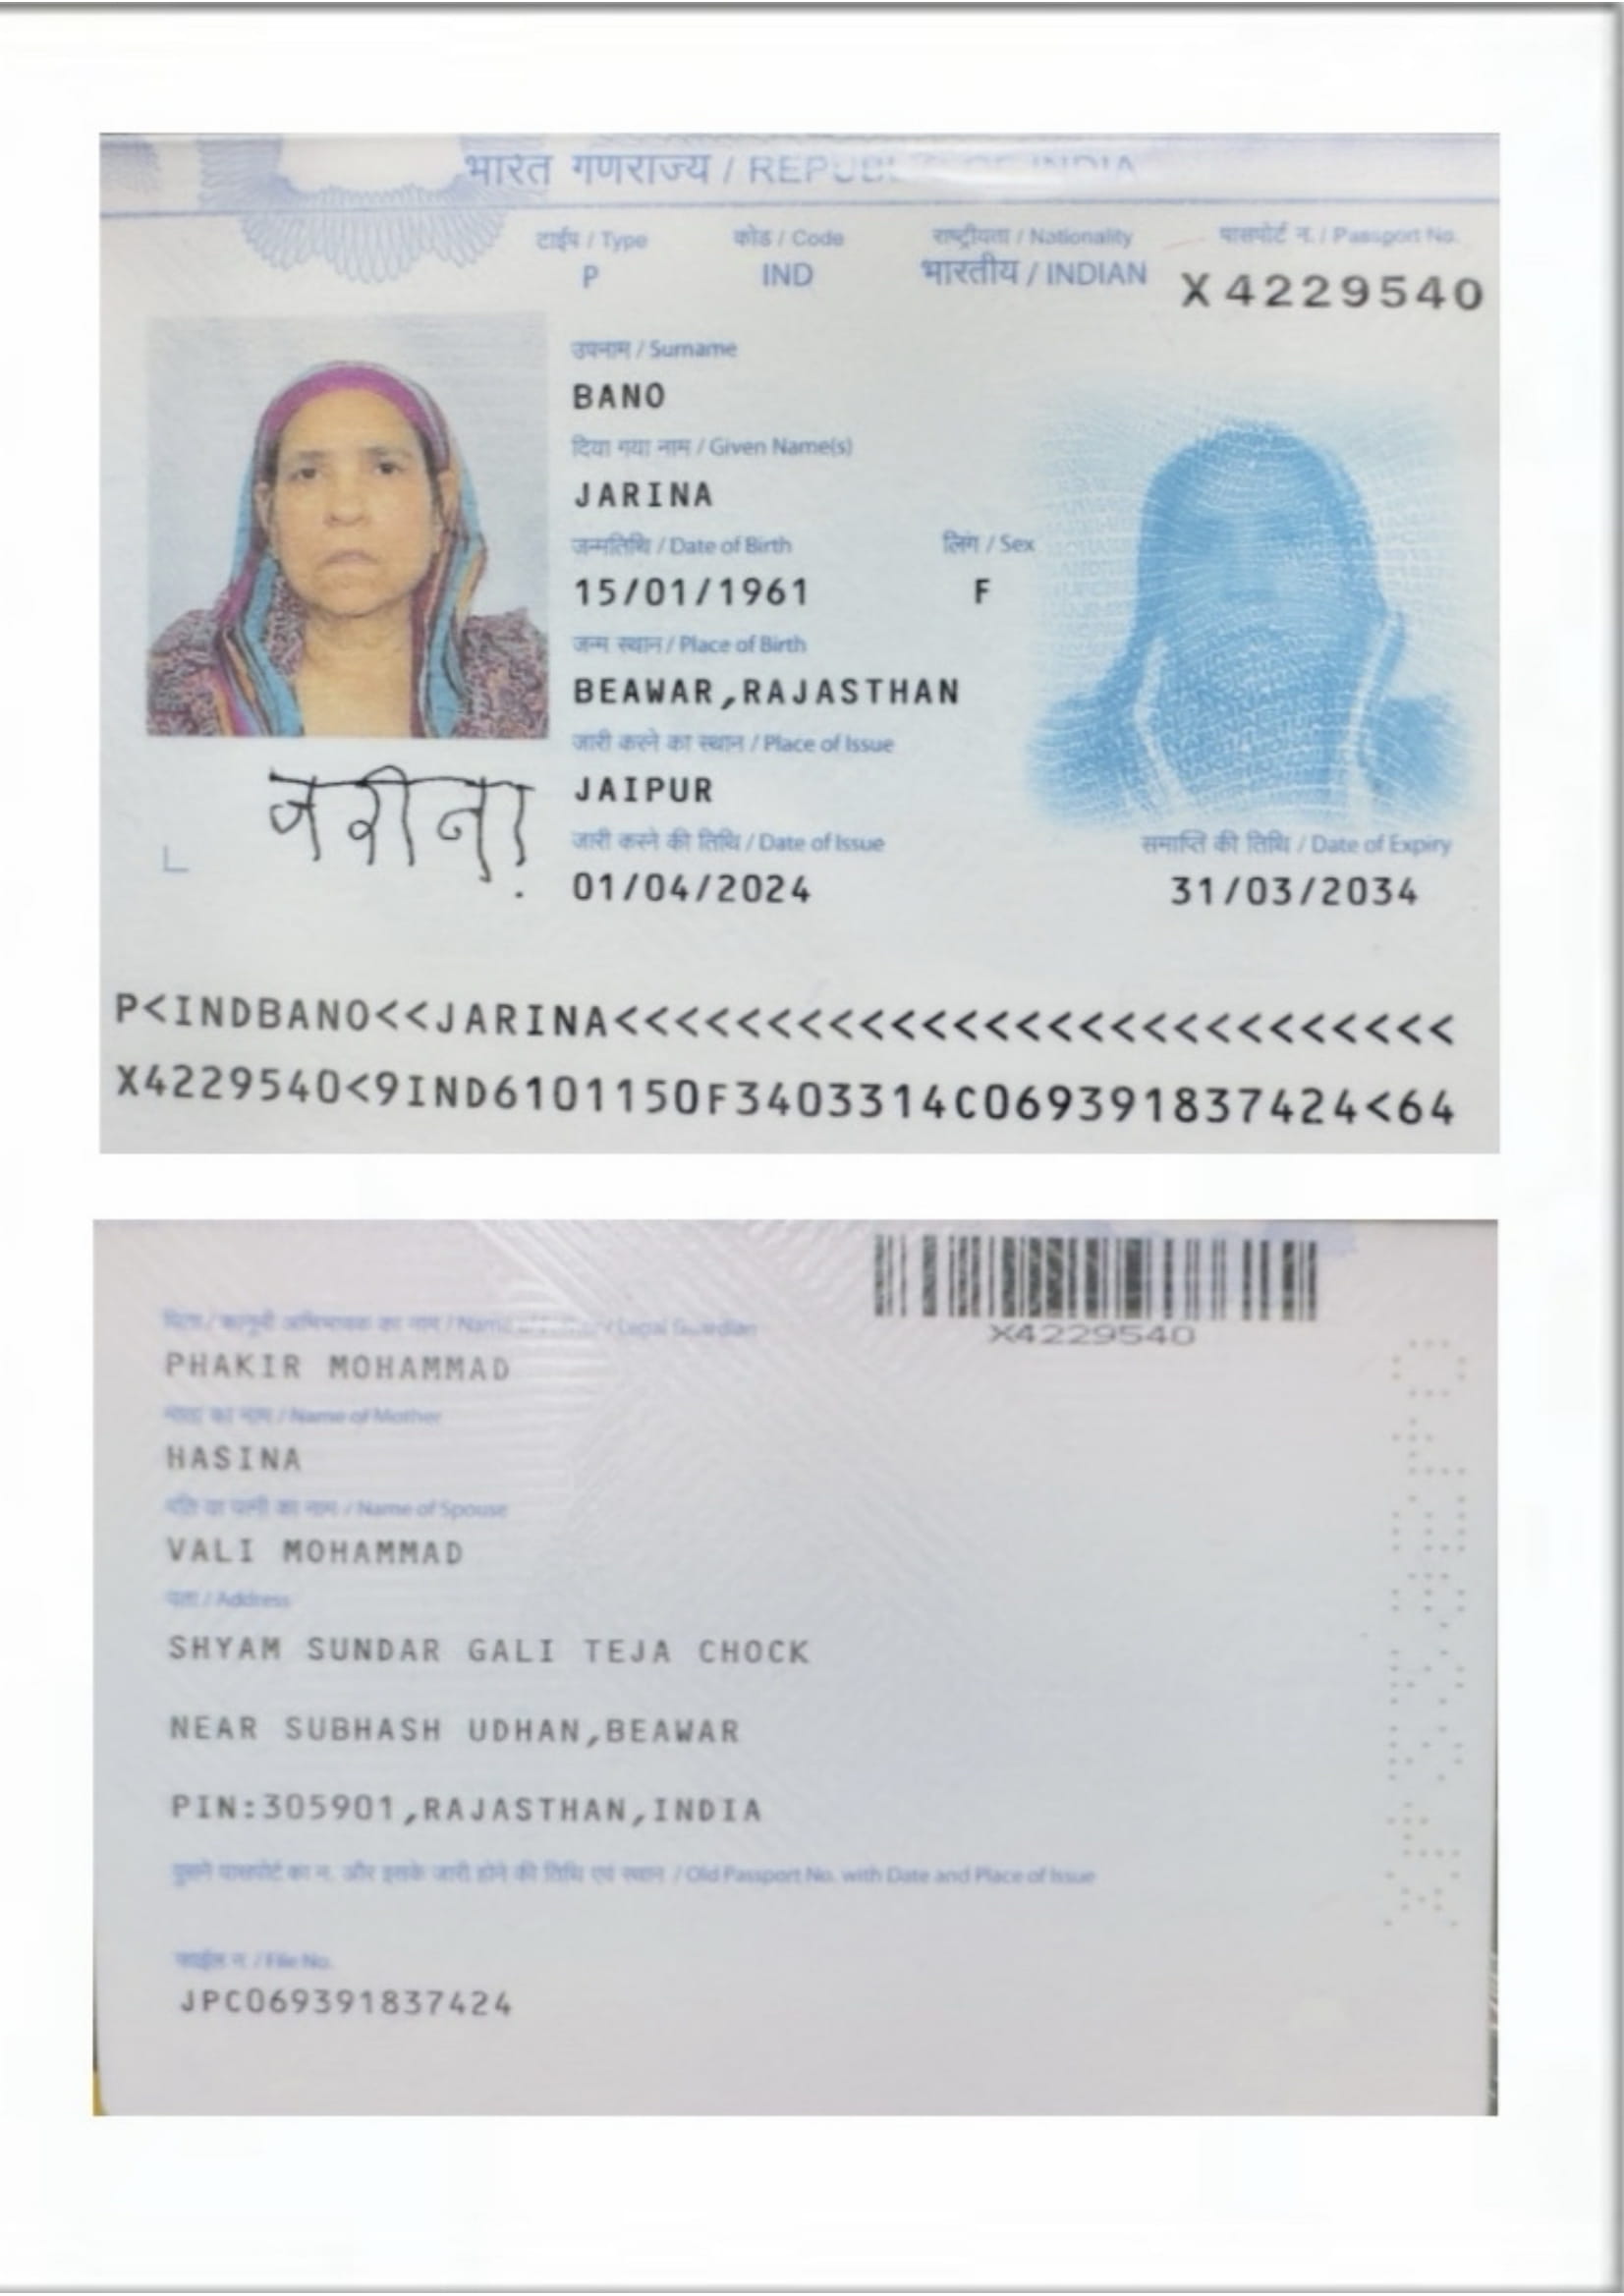 भारत गणराज्य / REPUBLIC OF INDIA
टाईप / Type
कोड / Code
राष्ट्रीयता / Nationality
पासपोर्ट न. / Passport No.
P
IND
भारतीय / INDIAN
X4229540
उपनाम / Surname
BANO
दिया गया नाम / Given Name(s)
JARINA
जन्मतिथि / Date of Birth
लिंग / Sex
15/01/1961
F
जन्म स्थान / Place of Birth
BEAWAR,RAJASTHAN
जारी करने का स्थान / Place of Issue
JAIPUR
जरीना
जारी करने की तिथि / Date of Issue
समाप्ति की तिथि / Date of Expiry
01/04/2024
31/03/2034
P<INDBANO<<JARINA<<<<<<<<<<<<<<<<<<<<<<<<<<<
X4229540<9IND6101150F3403314C069391837424<64
X4229540
पिता / कानूनी अभिभावक का नाम / Name of Father / Legal Guardian
PHAKIR MOHAMMAD
माता का नाम / Name of Mother
HASINA
पति या पत्नी का नाम / Name of Spouse
VALI MOHAMMAD
पता / Address
SHYAM SUNDAR GALI TEJA CHOCK
NEAR SUBHASH UDHAN,BEAWAR
PIN:305901,RAJASTHAN,INDIA
पुराने पासपोर्ट का न. और इसके जारी होने की तिथि एवं स्थान / Old Passport No. with Date and Place of Issue
फाईल न. / File No.
JPC069391837424
X4229540